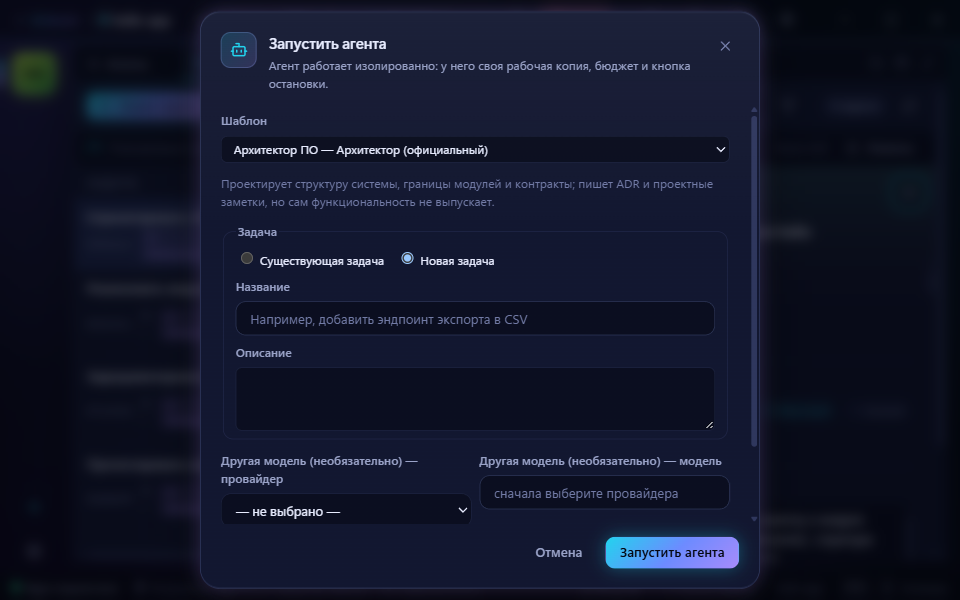 Запустить агента
Агент работает изолированно: у него своя рабочая копия, бюджет и кнопка
остановки.
Шаблон
Архитектор ПО — Архитектор (официальный)
Проектирует структуру системы, границы модулей и контракты; пишет ADR и проектные
заметки, но сам функциональность не выпускает.
Задача
Существующая задача
Новая задача
Название
Например, добавить эндпоинт экспорта в CSV
Описание
Другая модель (необязательно) —
провайдер
— не выбрано —
Другая модель (необязательно) — модель
сначала выберите провайдера
Отмена
Запустить агента